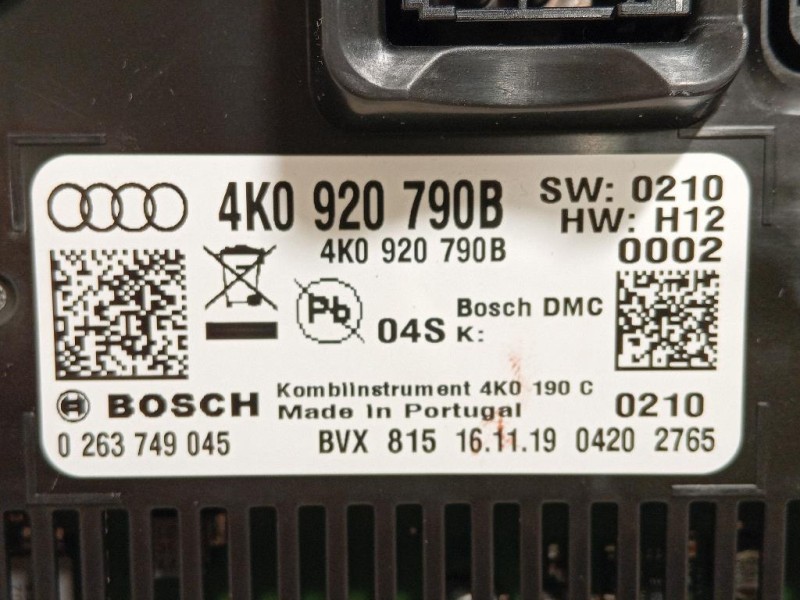 4K0 920 790B
SW: 0210
HW: H12
4K0 920 790B
0002
Pb
04S
Bosch DMC
K:
BOSCH
Kombiinstrument 4K0 190 C
Made in Portugal
0210
0 263 749 045
BVX 815 16.11.19 0420 2765